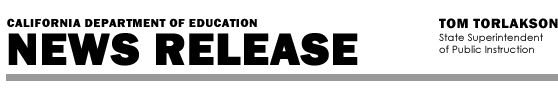 CALIFORNIA DEPARTMENT OF EDUCATION
NEWS RELEASE
TOM TORLAKSON
State Superintendent
of Public Instruction